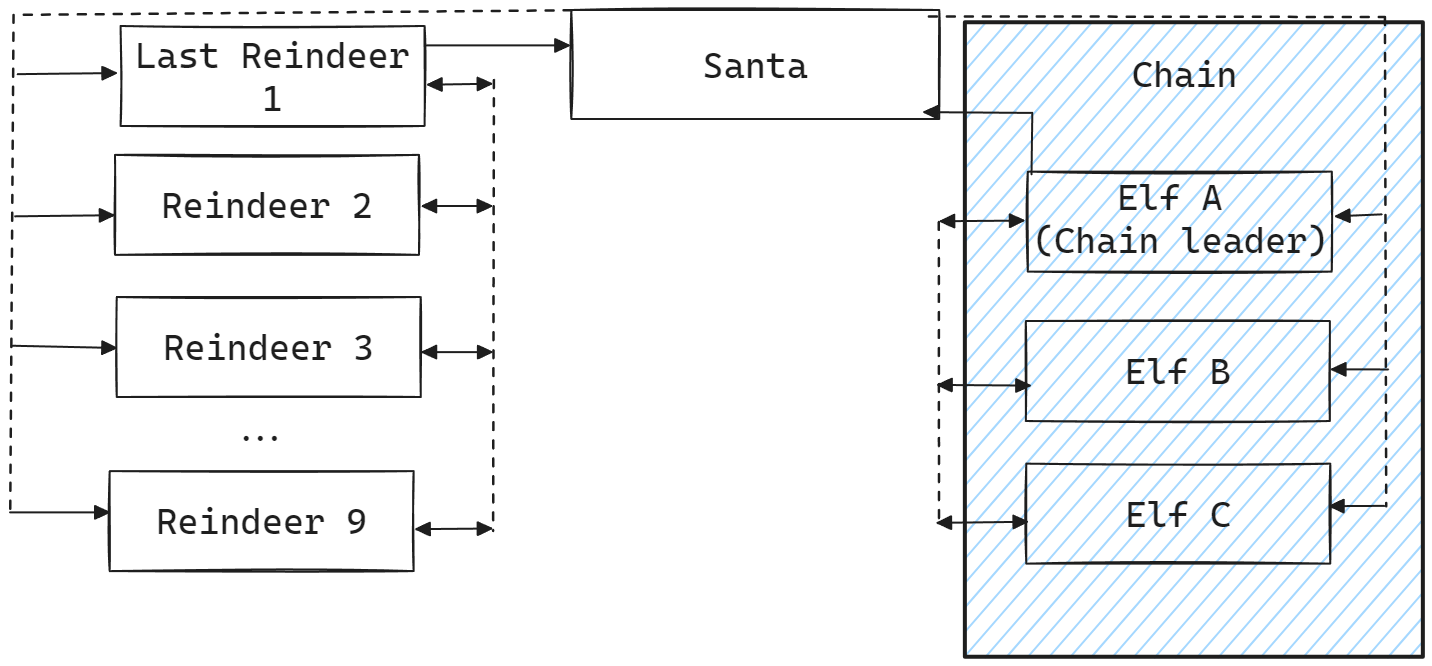 Last Reindeer
1
Santa
Chain
Reindeer 2
Elf A
(Chain leader)
Reindeer 3
Elf B
...
Reindeer 9
Elf C